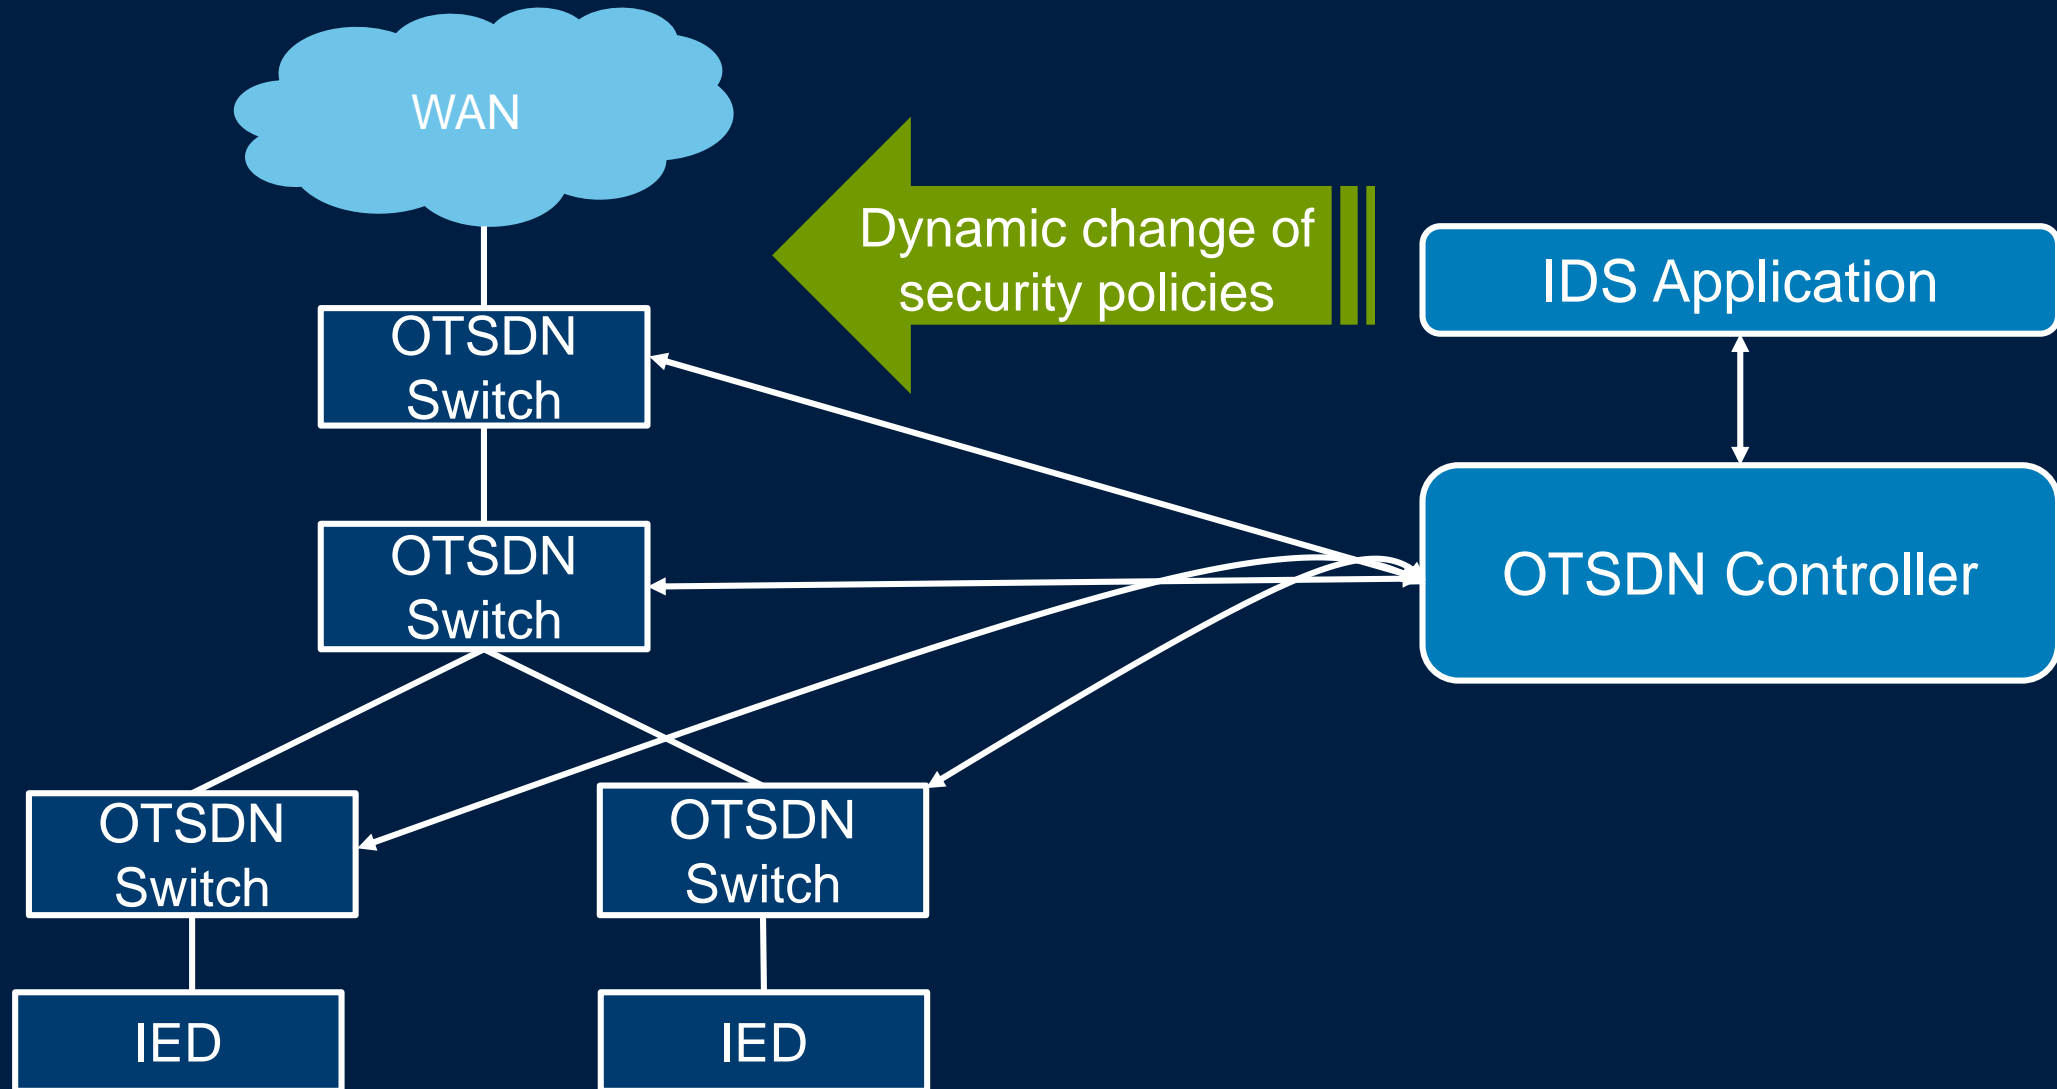 WAN
Dynamic change of
security policies
IDS Application
OTSDN
Switch
OTSDN
Switch
OTSDN Controller
OTSDN
Switch
OTSDN
Switch
IED
IED